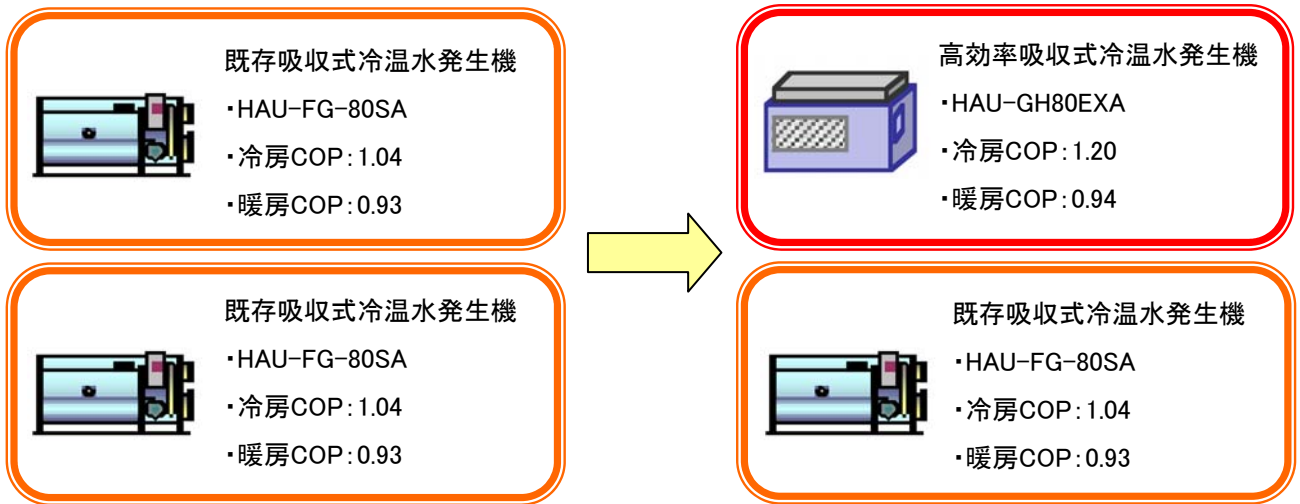 既存吸収式冷温水発生機
・HAU-FG-80SA
・冷房COP:1.04
・暖房COP:0.93
既存吸収式冷温水発生機
・HAU-FG-80SA
・冷房COP:1.04
・暖房COP:0.93
高効率吸収式冷温水発生機
・HAU-GH80EXA
・冷房COP:1.20
・暖房COP:0.94
既存吸収式冷温水発生機
・HAU-FG-80SA
・冷房COP:1.04
・暖房COP:0.93